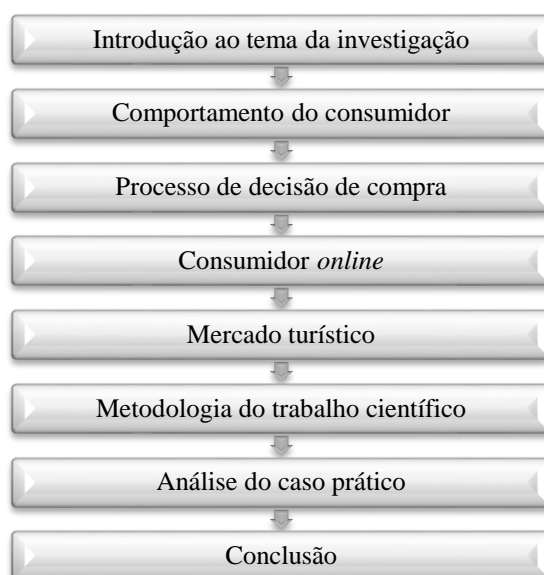 Introdução ao tema da investigação
Comportamento do consumidor
Processo de decisão de compra
Consumidor online
Mercado turístico
Metodologia do trabalho científico
Análise do caso prático
Conclusão